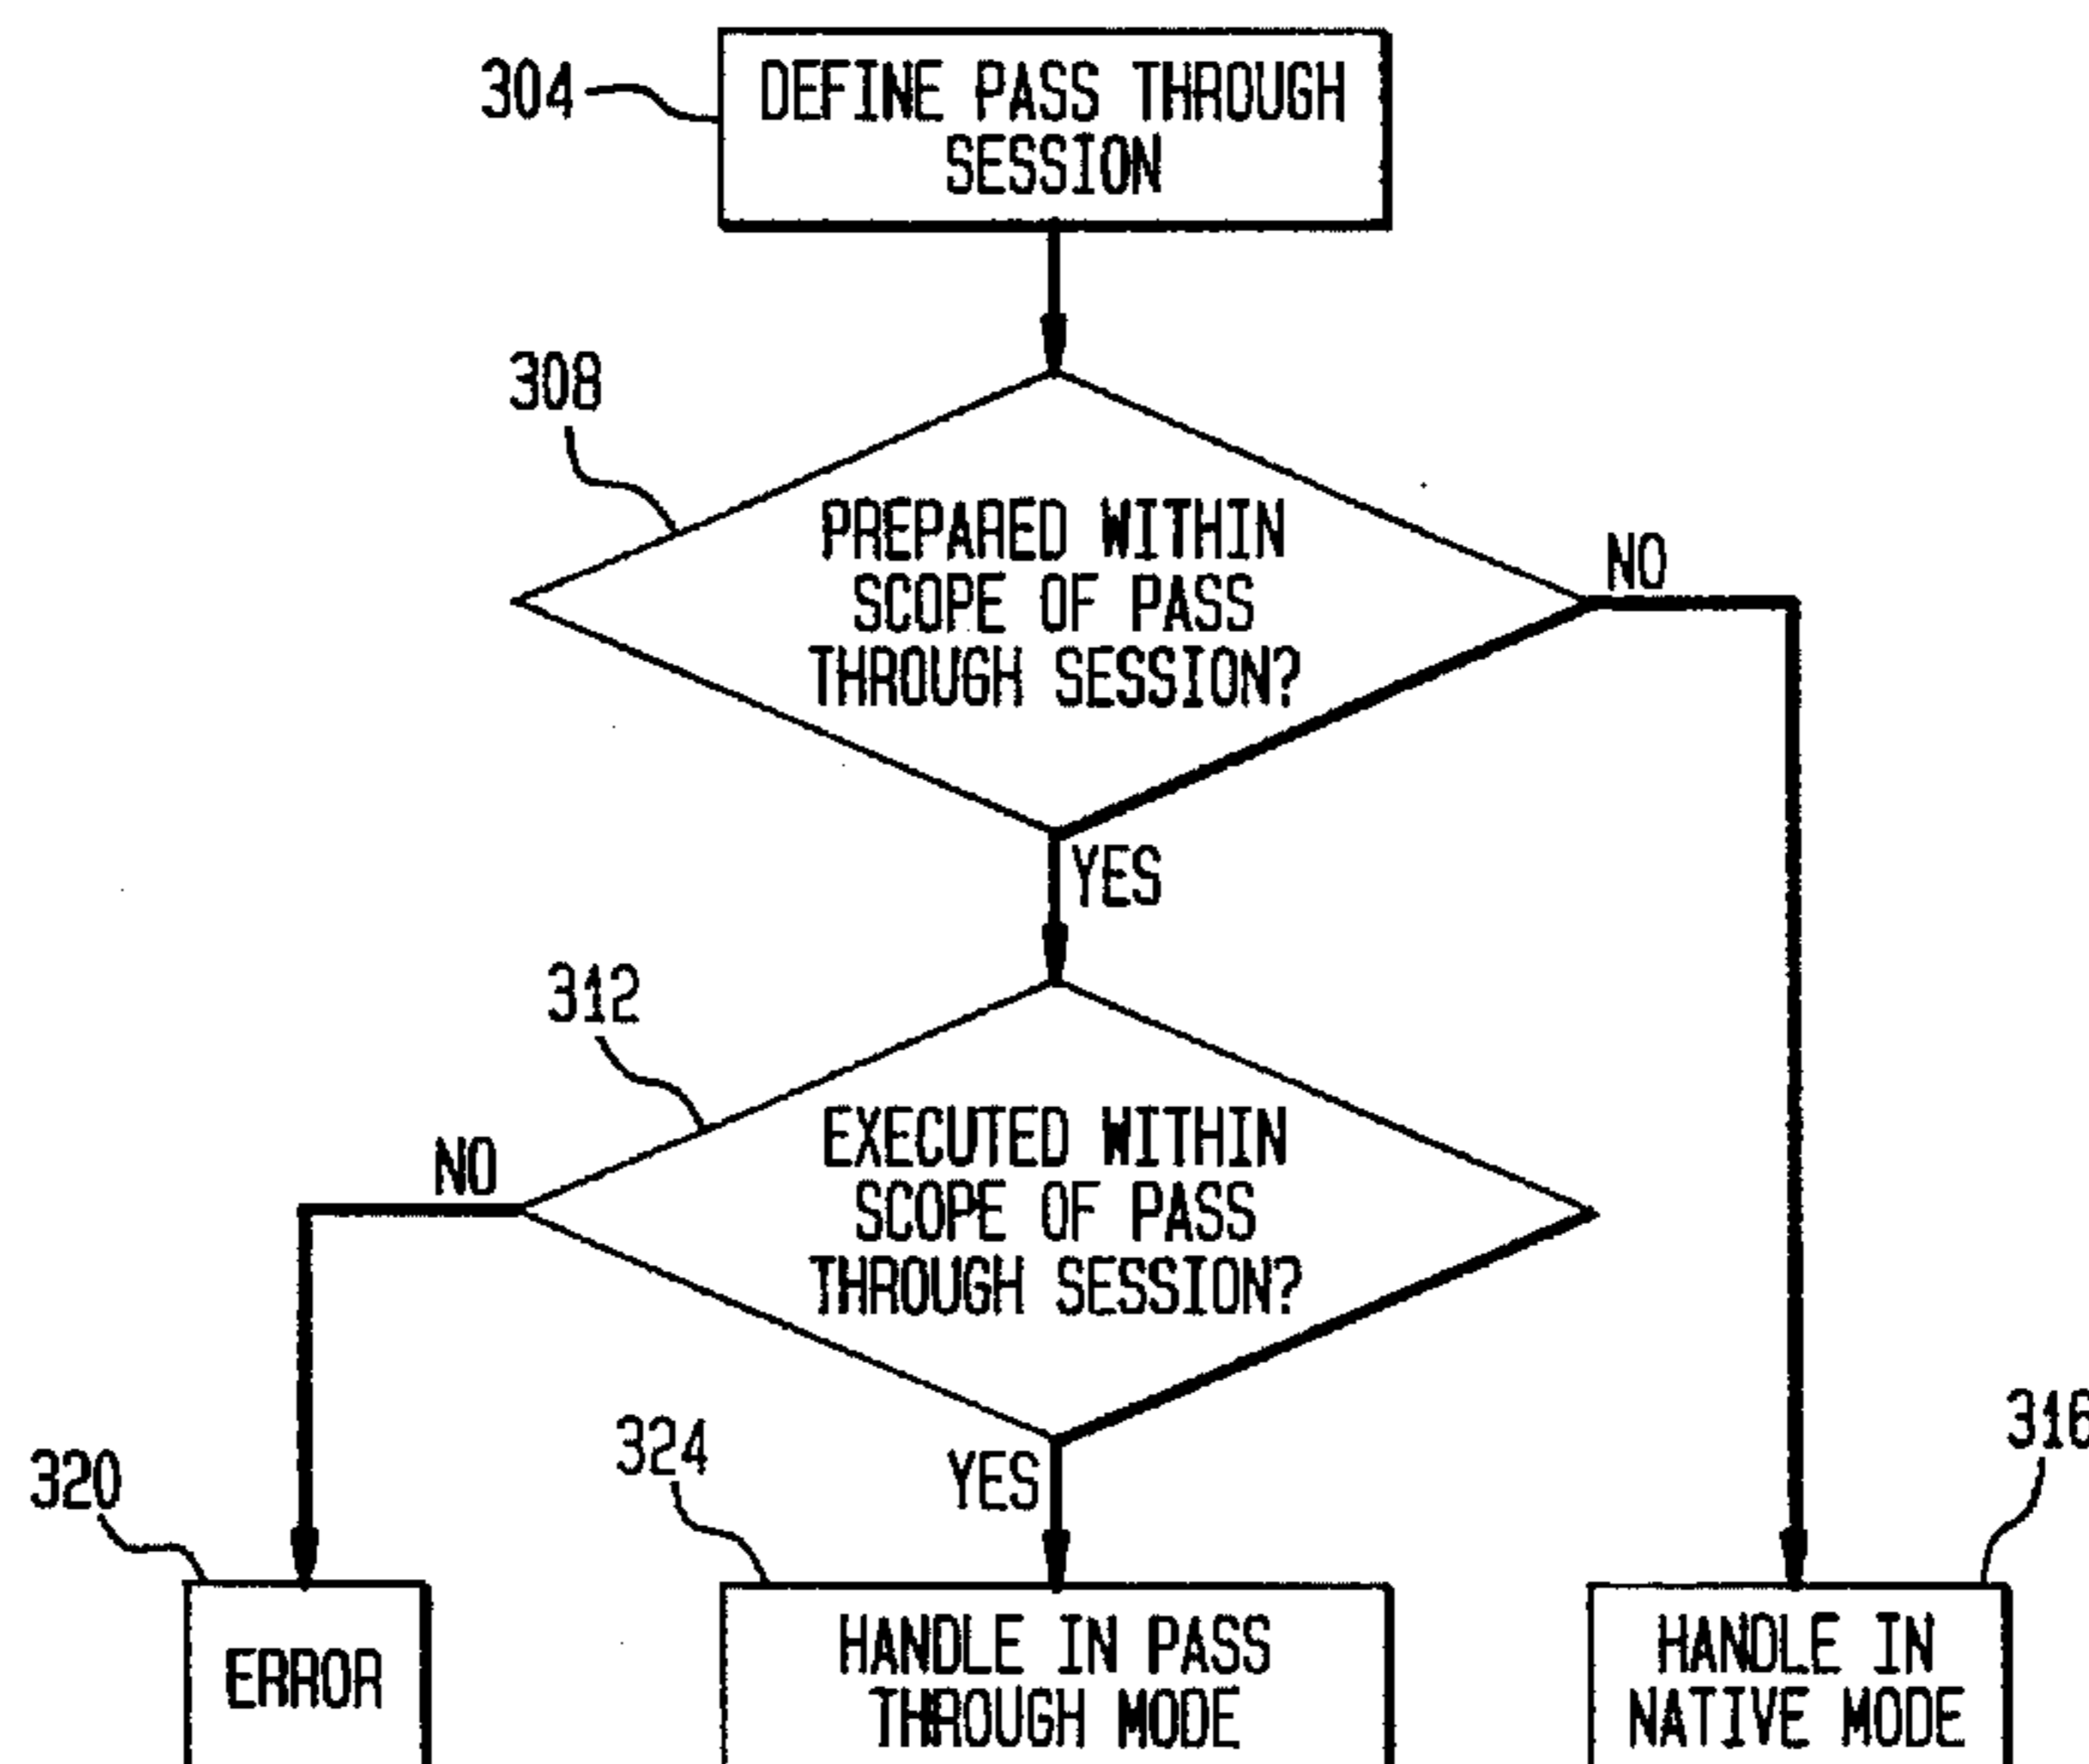 304
DEFINE PASS THROUGH
SESSION
308
PREPARED WITHIN
SCOPE OF PASS
THROUGH SESSION?
NO
YES
312
EXECUTED WITHIN
SCOPE OF PASS
THROUGH SESSION?
NO
YES
320
324
316
ERROR
HANDLE IN PASS
THROUGH MODE
HANDLE IN
NATIVE MODE